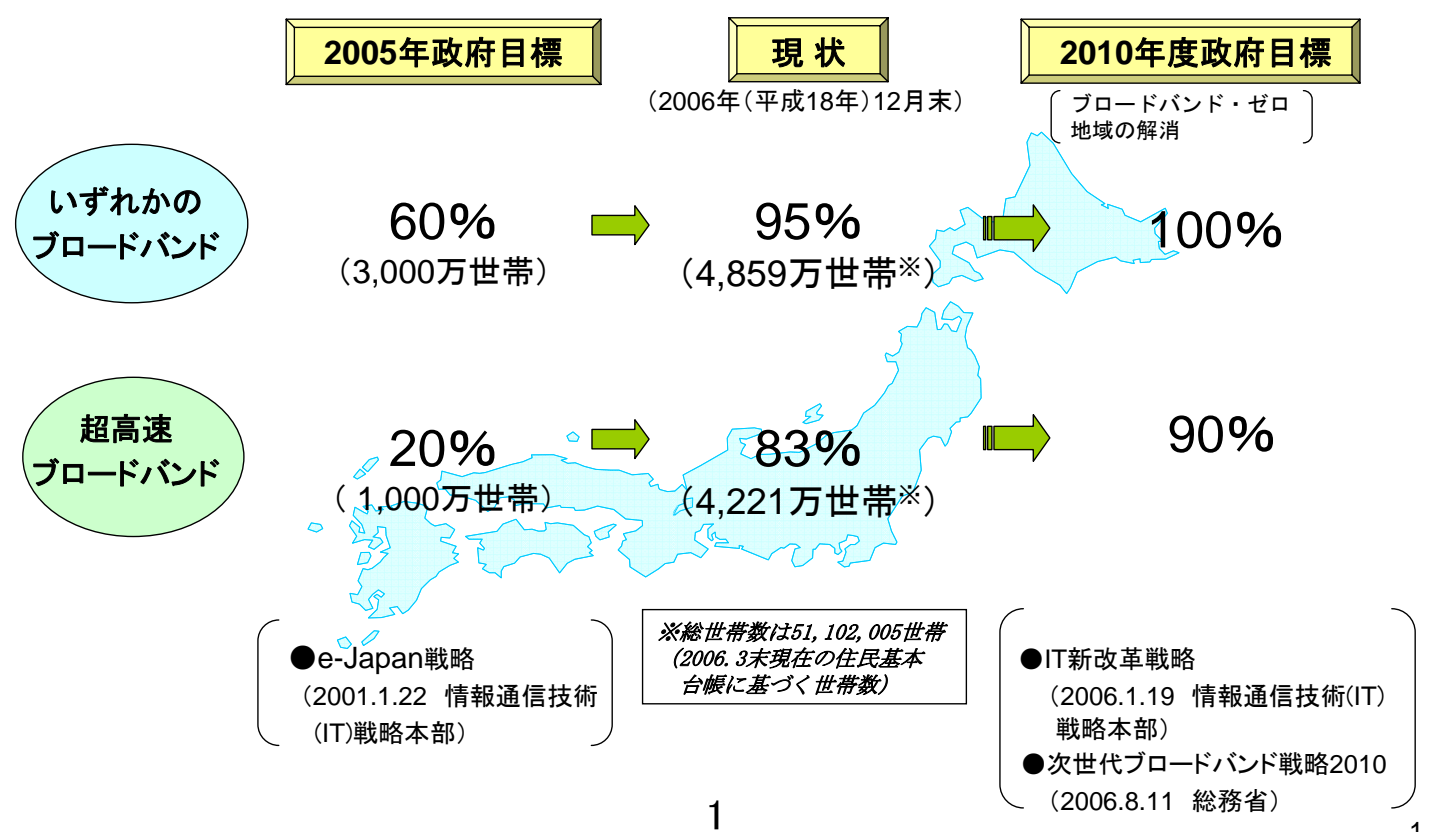 2005年政府目標
現 状
2010年度政府目標
（2006年（平成18年）12月末）
ブロードバンド・ゼロ
地域の解消
いずれかの
ブロードバンド
60%
（3,000万世帯）
95%
（4,859万世帯※）
100%
超高速
ブロードバンド
20%
（ 1,000万世帯）
83%
（4,221万世帯※）
90%
●e-Japan戦略
（2001.1.22 情報通信技術
(IT)戦略本部）
※総世帯数は51,102,005世帯
（2006.3末現在の住民基本
台帳に基づく世帯数）
●IT新改革戦略
（2006.1.19 情報通信技術(IT)
戦略本部）
●次世代ブロードバンド戦略2010
（2006.8.11 総務省）
1
1